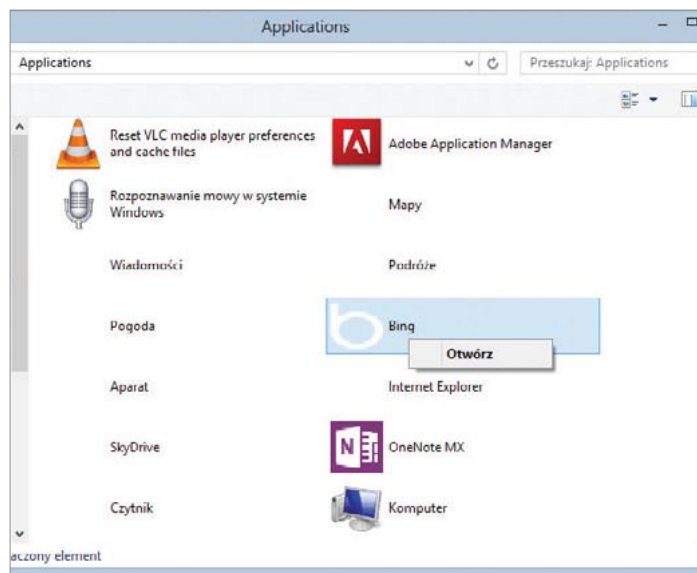 Applications
Applications
Przeszukaj: Applications
Reset VLC media player preferences
and cache files
Adobe Application Manager
Rozpoznawanie mowy w systemie
Windows
Mapy
Wiadomości
Podróże
Pogoda
Bing
Otwórz
Aparat
Internet Explorer
SkyDrive
N
OneNote MX
Czytnik
Komputer
aczony element